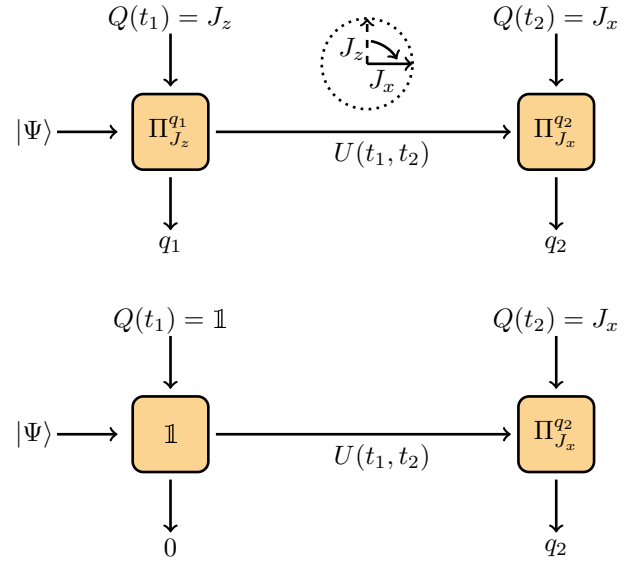 Q(t₁) = J_z Q(t₂) = J_x
J_z
J_x
|Ψ⟩ Π^{q₁}_{J_z} Π^{q₂}_{J_x}
U(t₁, t₂)
q₁ q₂
Q(t₁) = 𝟙 Q(t₂) = J_x
|Ψ⟩ 𝟙 Π^{q₂}_{J_x}
U(t₁, t₂)
0 q₂